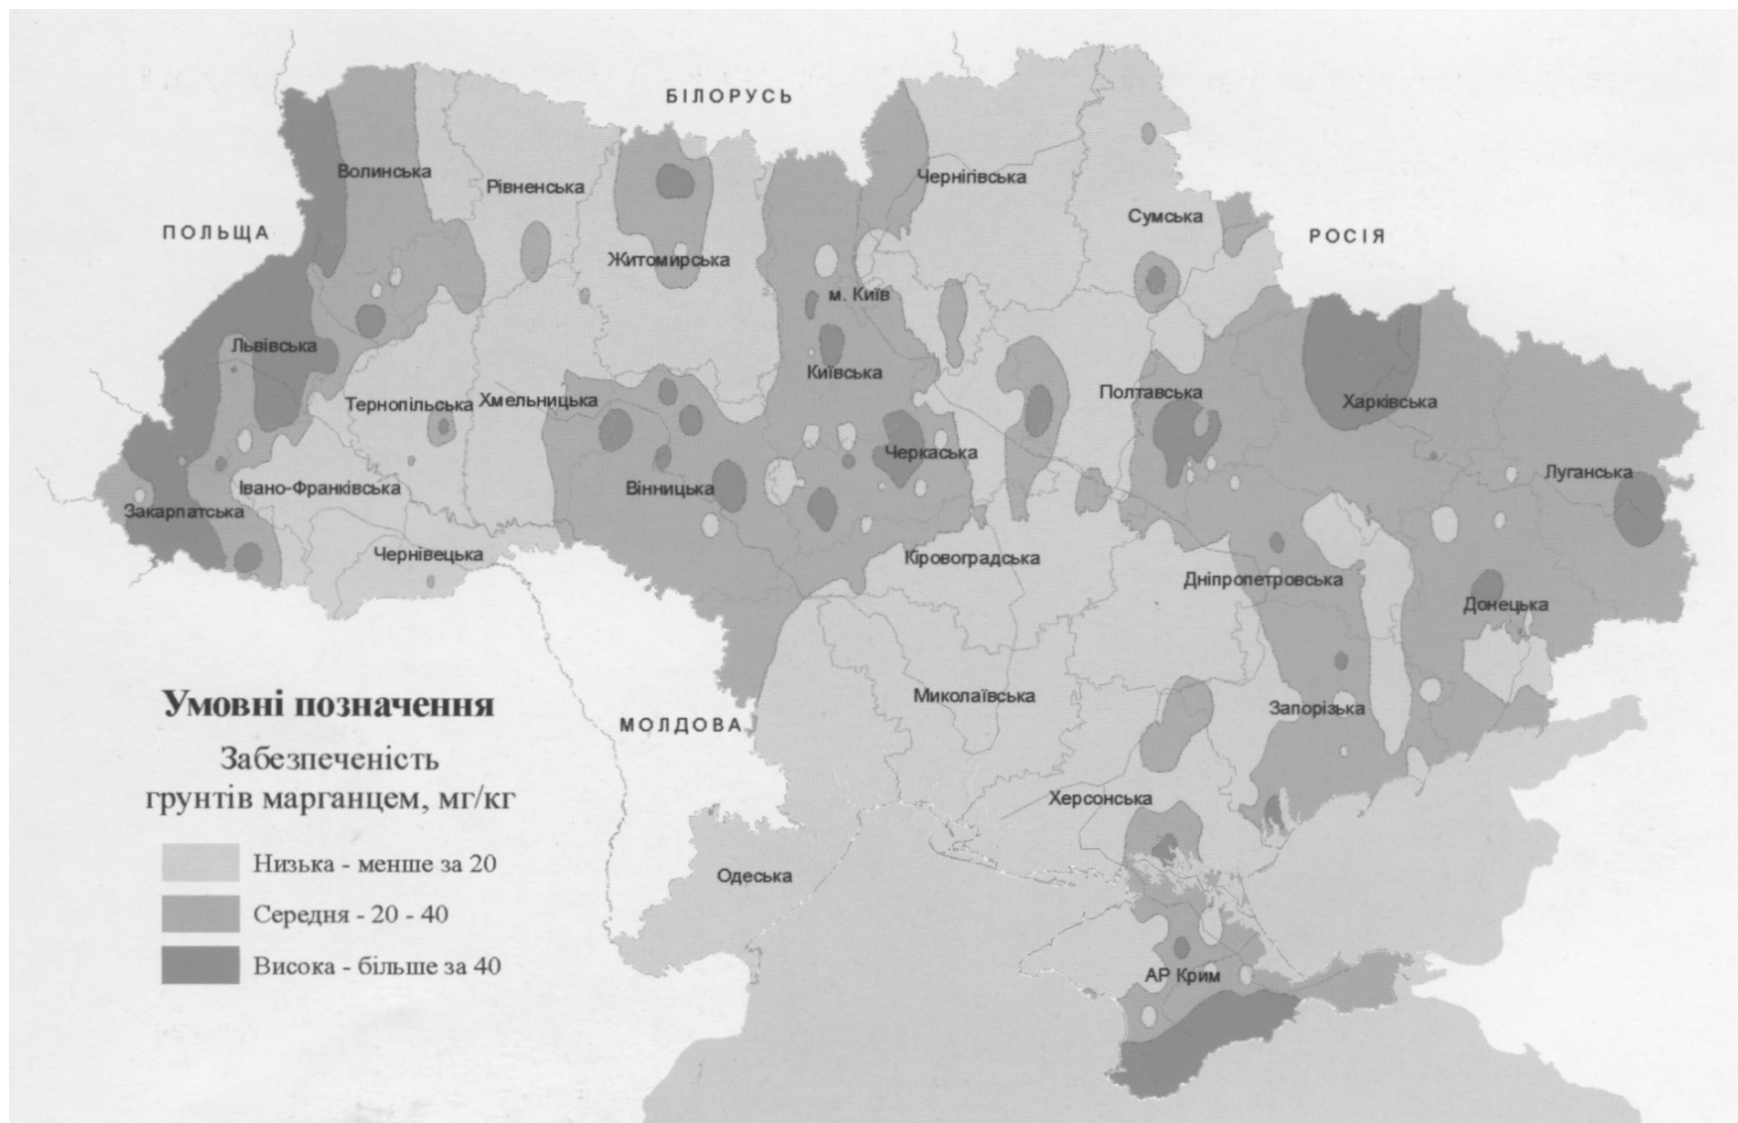 БІЛОРУСЬ
Волинська
Рівненська
Чернігівська
Сумська
ПОЛЬЩА
РОСІЯ
Житомирська
м. Київ
Львівська
Київська
Тернопільська
Хмельницька
Полтавська
Харківська
Черкаська
Луганська
Івано-Франківська
Вінницька
Закарпатська
Чернівецька
Кіровоградська
Дніпропетровська
Донецька
Миколаївська
Запорізька
МОЛДОВА
Херсонська
Одеська
АР Крим
Умовні позначення
Забезпеченість
грунтів марганцем, мг/кг
Низька - менше за 20
Середня - 20 - 40
Висока - більше за 40